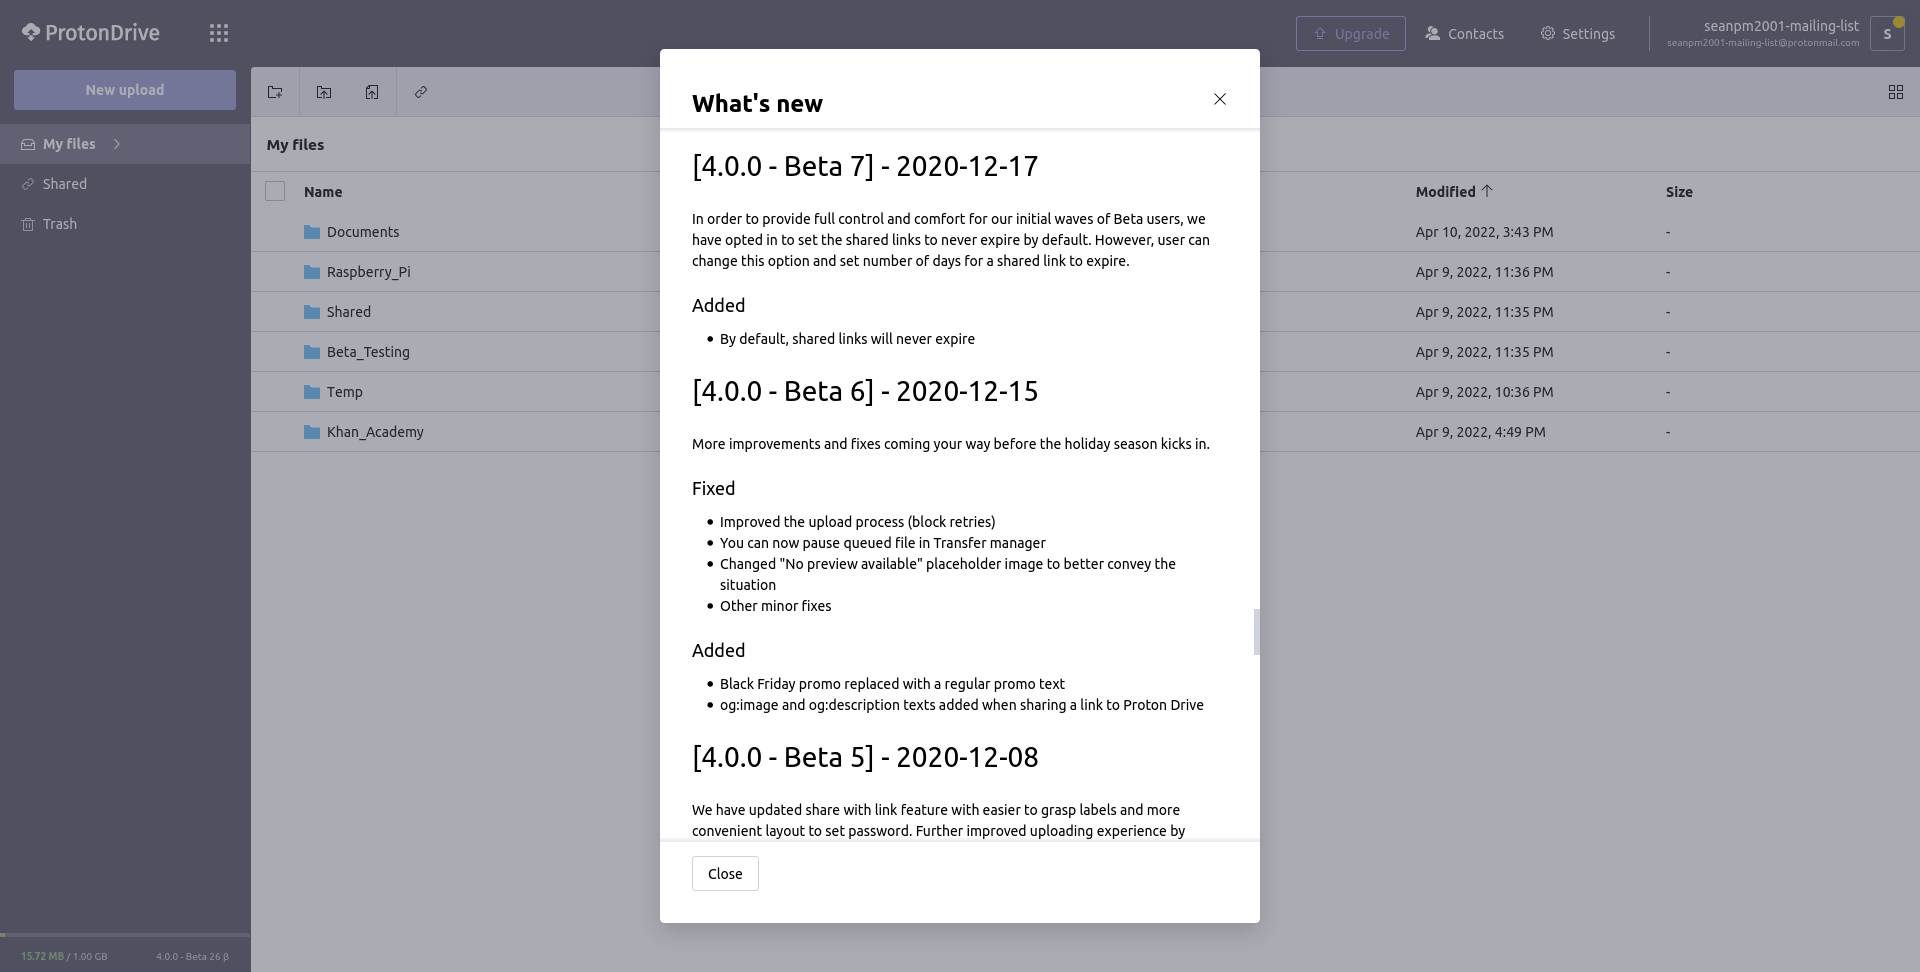 ProtonDrive
Upgrade
Contacts
Settings
seanpm2001-mailing-list
seanpm2001-mailing-list@protonmail.com
S
New upload
My files
Shared
Trash
15.72 MB / 1.00 GB
4.0.0 - Beta 26 β
My files
Name
Modified
Size
Documents
Apr 10, 2022, 3:43 PM
-
Raspberry_Pi
Apr 9, 2022, 11:36 PM
-
Shared
Apr 9, 2022, 11:35 PM
-
Beta_Testing
Apr 9, 2022, 11:35 PM
-
Temp
Apr 9, 2022, 10:36 PM
-
Khan_Academy
Apr 9, 2022, 4:49 PM
-
What's new
[4.0.0 - Beta 7] - 2020-12-17
In order to provide full control and comfort for our initial waves of Beta users, we
have opted in to set the shared links to never expire by default. However, user can
change this option and set number of days for a shared link to expire.
Added
• By default, shared links will never expire
[4.0.0 - Beta 6] - 2020-12-15
More improvements and fixes coming your way before the holiday season kicks in.
Fixed
• Improved the upload process (block retries)
• You can now pause queued file in Transfer manager
• Changed "No preview available" placeholder image to better convey the
situation
• Other minor fixes
Added
• Black Friday promo replaced with a regular promo text
• og:image and og:description texts added when sharing a link to Proton Drive
[4.0.0 - Beta 5] - 2020-12-08
We have updated share with link feature with easier to grasp labels and more
convenient layout to set password. Further improved uploading experience by
Close